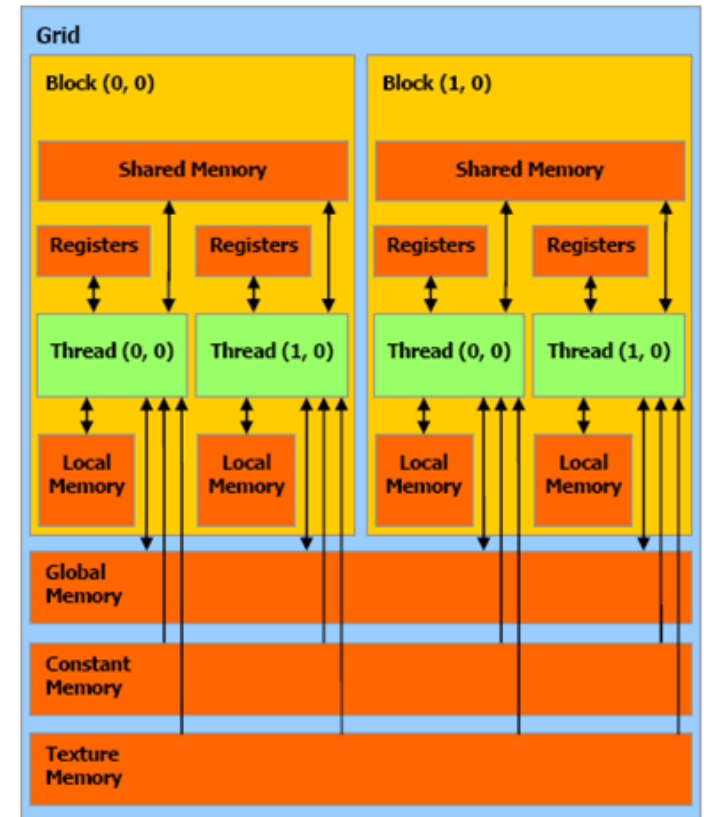 Grid
Block (0, 0)
Shared Memory
Registers
Registers
Thread (0, 0)
Thread (1, 0)
Local
Memory
Local
Memory
Block (1, 0)
Shared Memory
Registers
Registers
Thread (0, 0)
Thread (1, 0)
Local
Memory
Local
Memory
Global
Memory
Constant
Memory
Texture
Memory